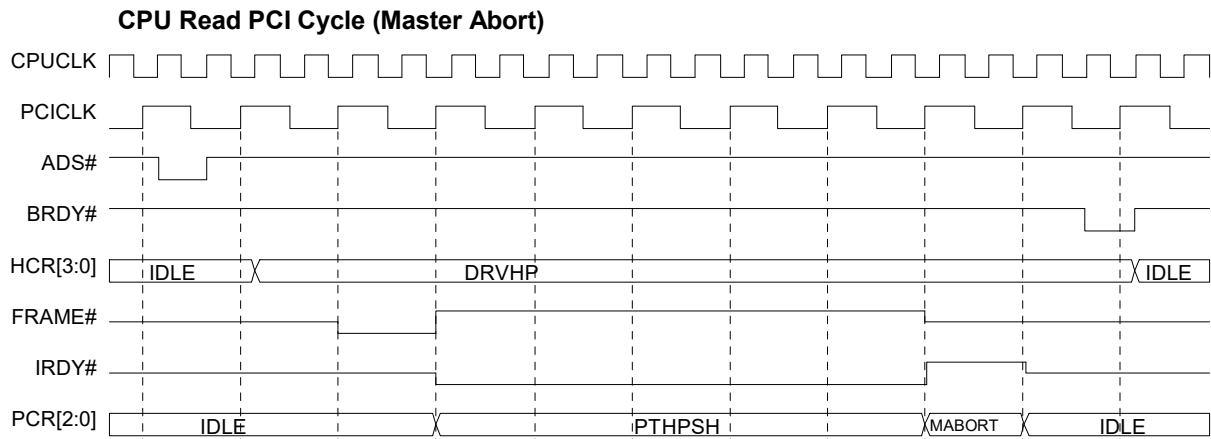 CPU Read PCI Cycle (Master Abort)
CPUCLK
PCICLK
ADS#
BRDY#
HCR[3:0] IDLE DRVHP IDLE
FRAME#
IRDY#
PCR[2:0] IDLE PTHPSH MABORT IDLE